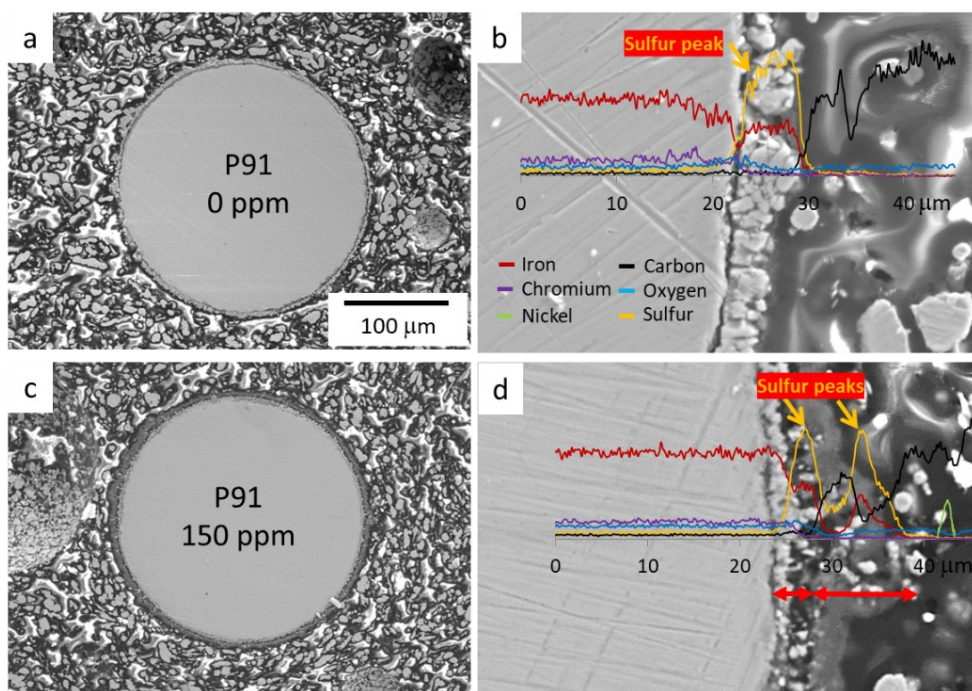 a
P91
0 ppm
100 μm
b
Sulfur peak
0 10 20 30 40 μm
Iron
Carbon
Chromium
Oxygen
Nickel
Sulfur
c
P91
150 ppm
d
Sulfur peaks
0 10 20 30 40 μm